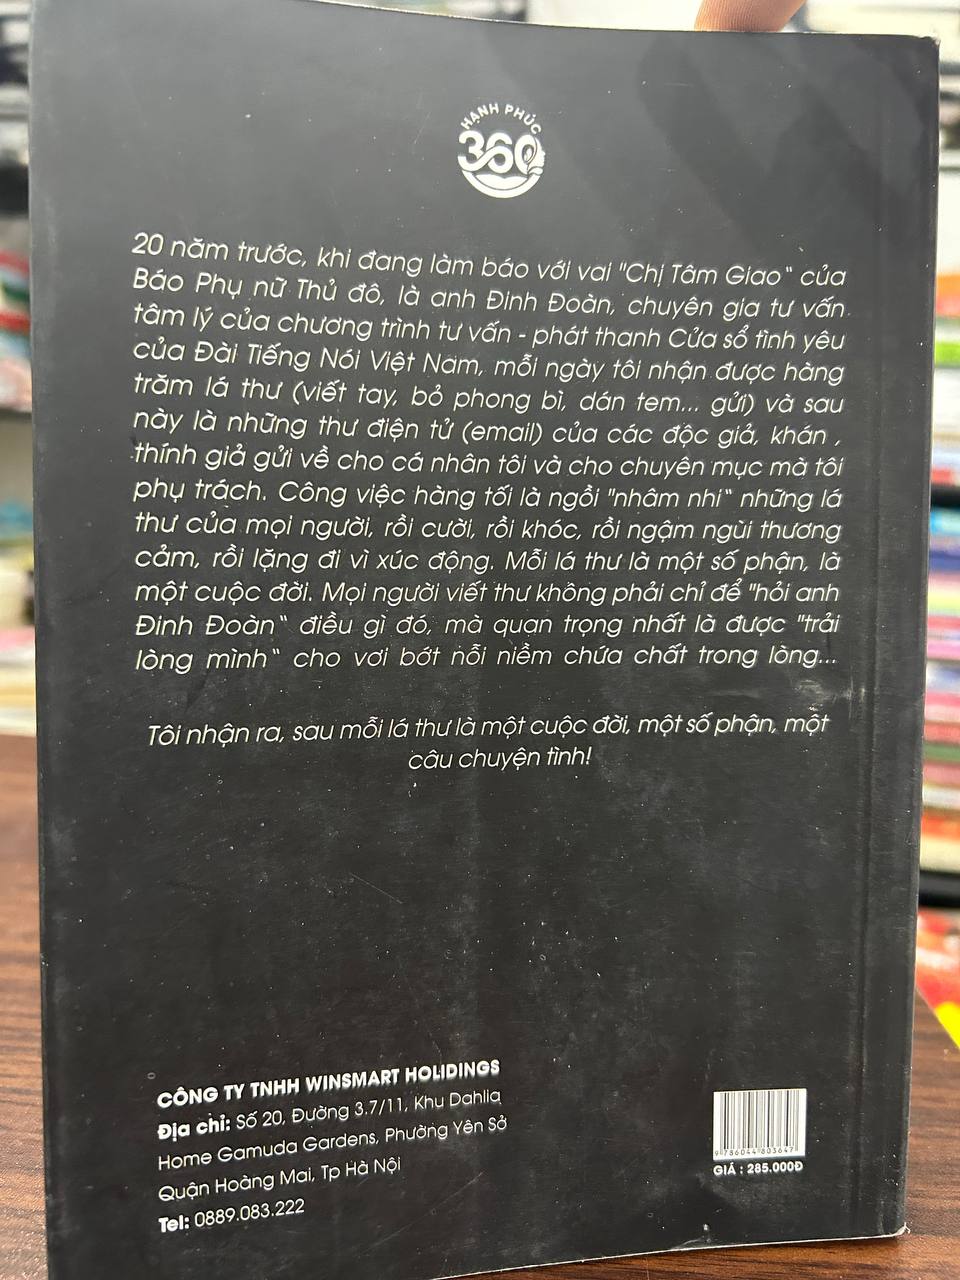 HẠNH PHÚC
360
20 năm trước, khi đang làm báo với vai "Chị Tâm Giao" của
Báo Phụ nữ Thủ đô, là anh Đinh Đoàn, chuyên gia tư vấn
tâm lý của chương trình tư vấn - phát thanh Cửa sổ tình yêu
của Đài Tiếng Nói Việt Nam, mỗi ngày tôi nhận được hàng
trăm lá thư (viết tay, bỏ phong bì, dán tem... gửi) và sau
này là những thư điện tử (email) của các độc giả, khán ,
thính giả gửi về cho cá nhân tôi và cho chuyên mục mà tôi
phụ trách. Công việc hàng tối là ngồi "nhâm nhi" những lá
thư của mọi người, rồi cười, rồi khóc, rồi ngậm ngùi thương
cảm, rồi lặng đi vì xúc động. Mỗi lá thư là một số phận, là
một cuộc đời. Mọi người viết thư không phải chỉ để "hỏi anh
Đinh Đoàn" điều gì đó, mà quan trọng nhất là được "trải
lòng mình" cho vơi bớt nỗi niềm chứa chất trong lòng...
Tôi nhận ra, sau mỗi lá thư là một cuộc đời, một số phận, một
câu chuyện tình!
CÔNG TY TNHH WINSMART HOLIDINGS
Địa chỉ: Số 20, Đường 3.7/11, Khu Dahlia
Home Gamuda Gardens, Phường Yên Sở
Quận Hoàng Mai, Tp Hà Nội
Tel: 0889.083.222
9 786044 803647
GIÁ : 285.000Đ